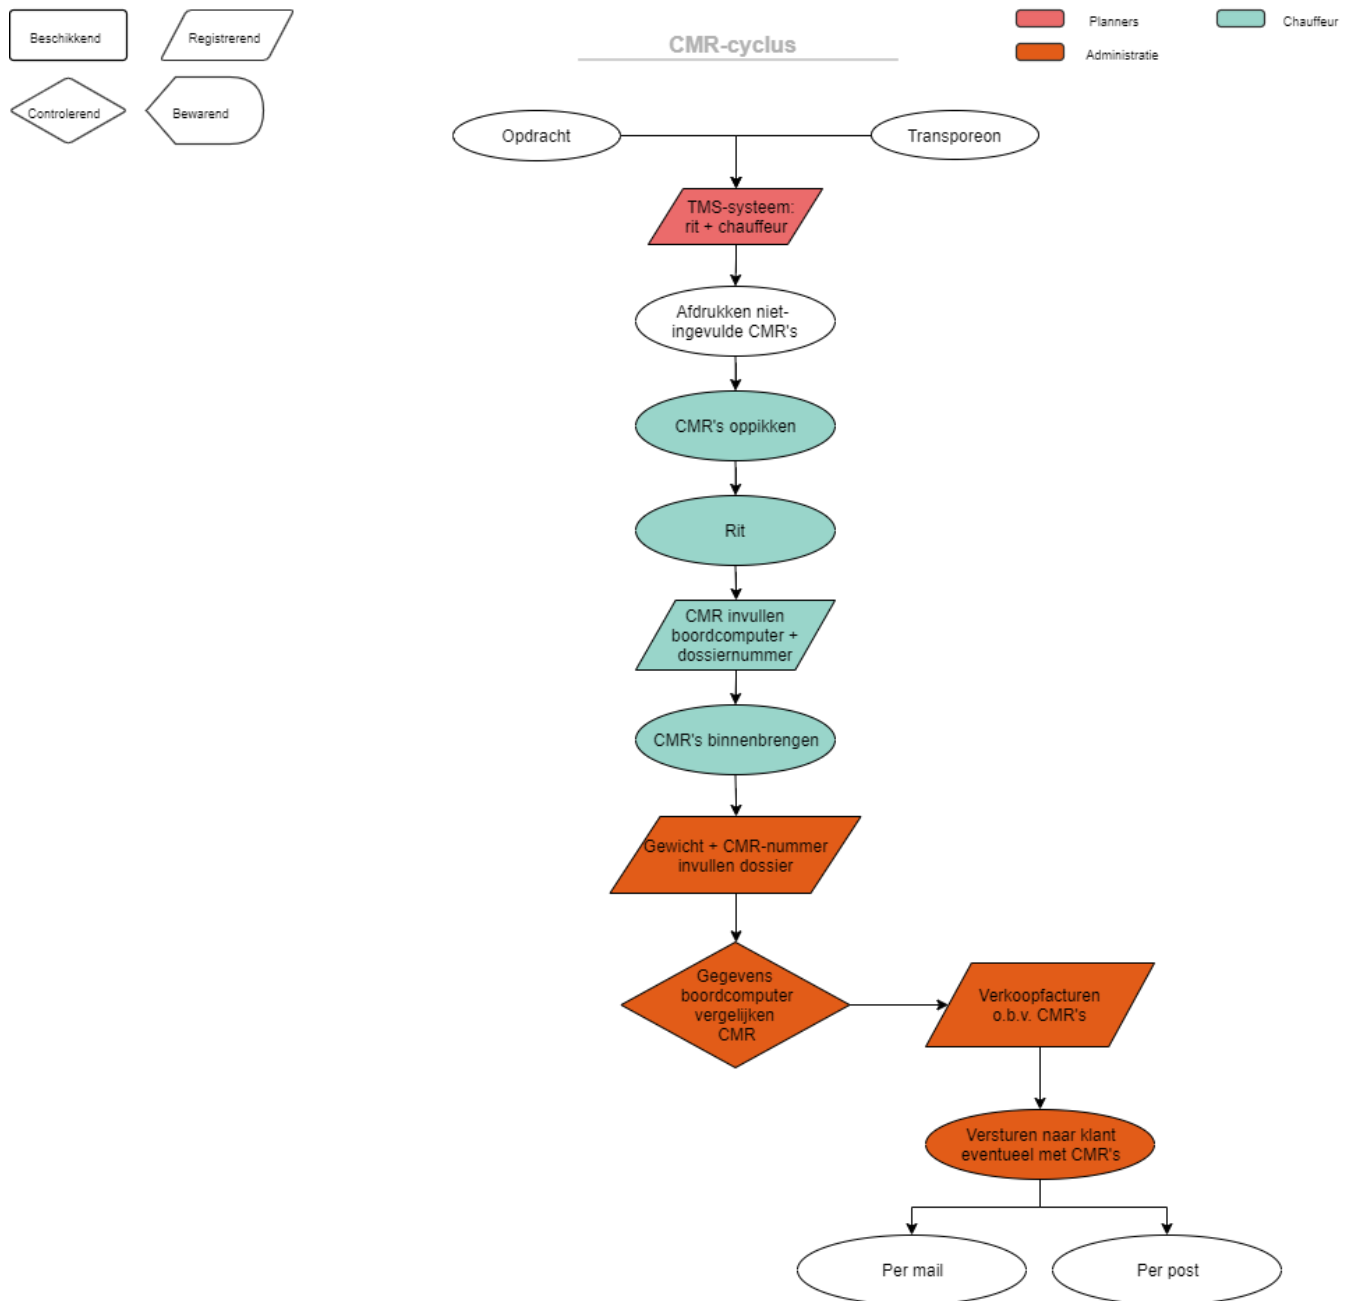 Beschikkend
Registrerend
Controlerend
Bewarend
CMR-cyclus
Planners
Chauffeur
Administratie
Opdracht
Transporeon
TMS-systeem:
rit + chauffeur
Afdrukken niet-
ingevulde CMR's
CMR's oppikken
Rit
CMR invullen
boordcomputer +
dossiernummer
CMR's binnenbrengen
Gewicht + CMR-nummer
invullen dossier
Gegevens
boordcomputer
vergelijken
CMR
Verkoopfacturen
o.b.v. CMR's
Versturen naar klant
eventueel met CMR's
Per mail
Per post